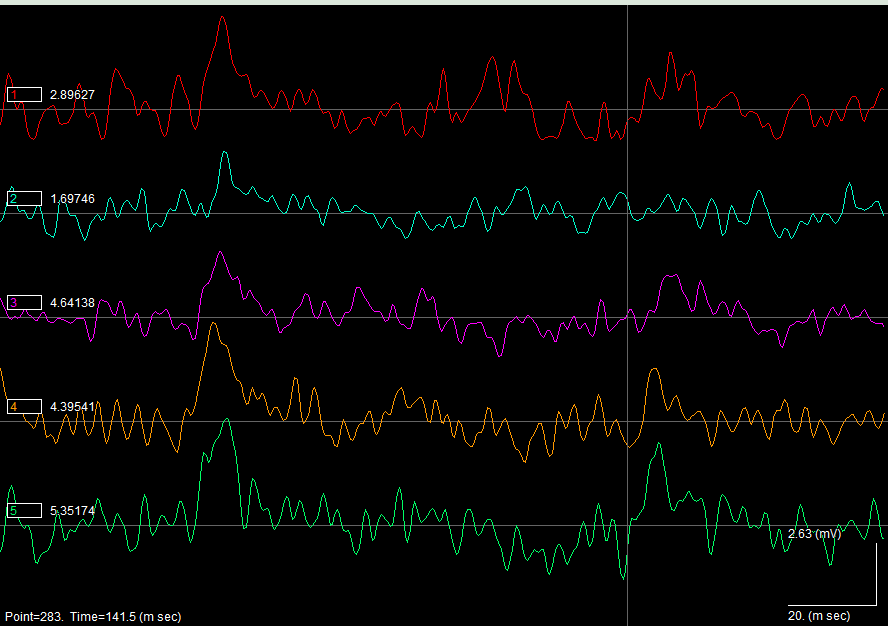 1 2.89627
2 1.69746
3 4.64138
4 4.39541
5 5.35174
2.63 (mV)
20. (m sec)
Point=283. Time=141.5 (m sec)